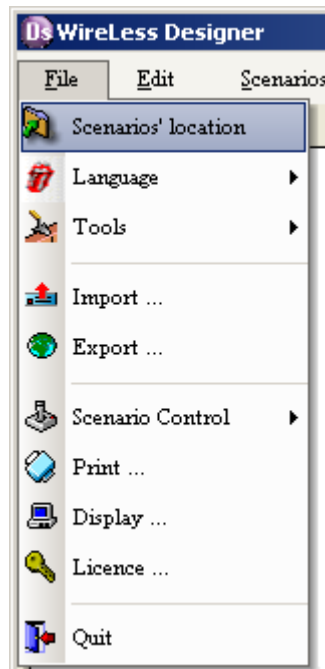 Ds WireLess Designer
File Edit Scenarios
Scenarios' location
Language
Tools
Import ...
Export ...
Scenario Control
Print ...
Display ...
Licence ...
Quit